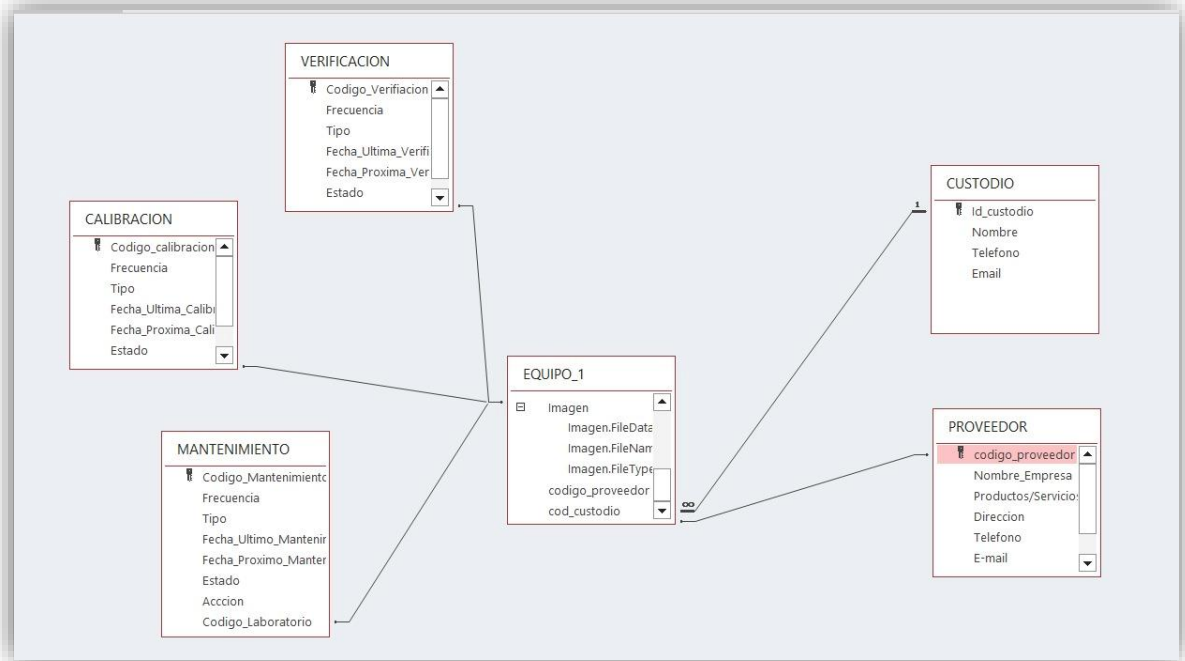 VERIFICACION
Codigo_Verifiacion
Frecuencia
Tipo
Fecha_Ultima_Verifi
Fecha_Proxima_Ver
Estado
CALIBRACION
Codigo_calibracion
Frecuencia
Tipo
Fecha_Ultima_Calib
Fecha_Proxima_Cali
Estado
MANTENIMIENTO
Codigo_Mantenimiento
Frecuencia
Tipo
Fecha_Ultimo_Mantenir
Fecha_Proximo_Manter
Estado
Acccion
Codigo_Laboratorio
EQUIPO_1
Imagen
Imagen.FileData
Imagen.FileNam
Imagen.FileType
codigo_proveedor
cod_custodio
∞
1
CUSTODIO
Id_custodio
Nombre
Telefono
Email
PROVEEDOR
codigo_proveedor
Nombre_Empresa
Productos/Servicios
Direccion
Telefono
E-mail